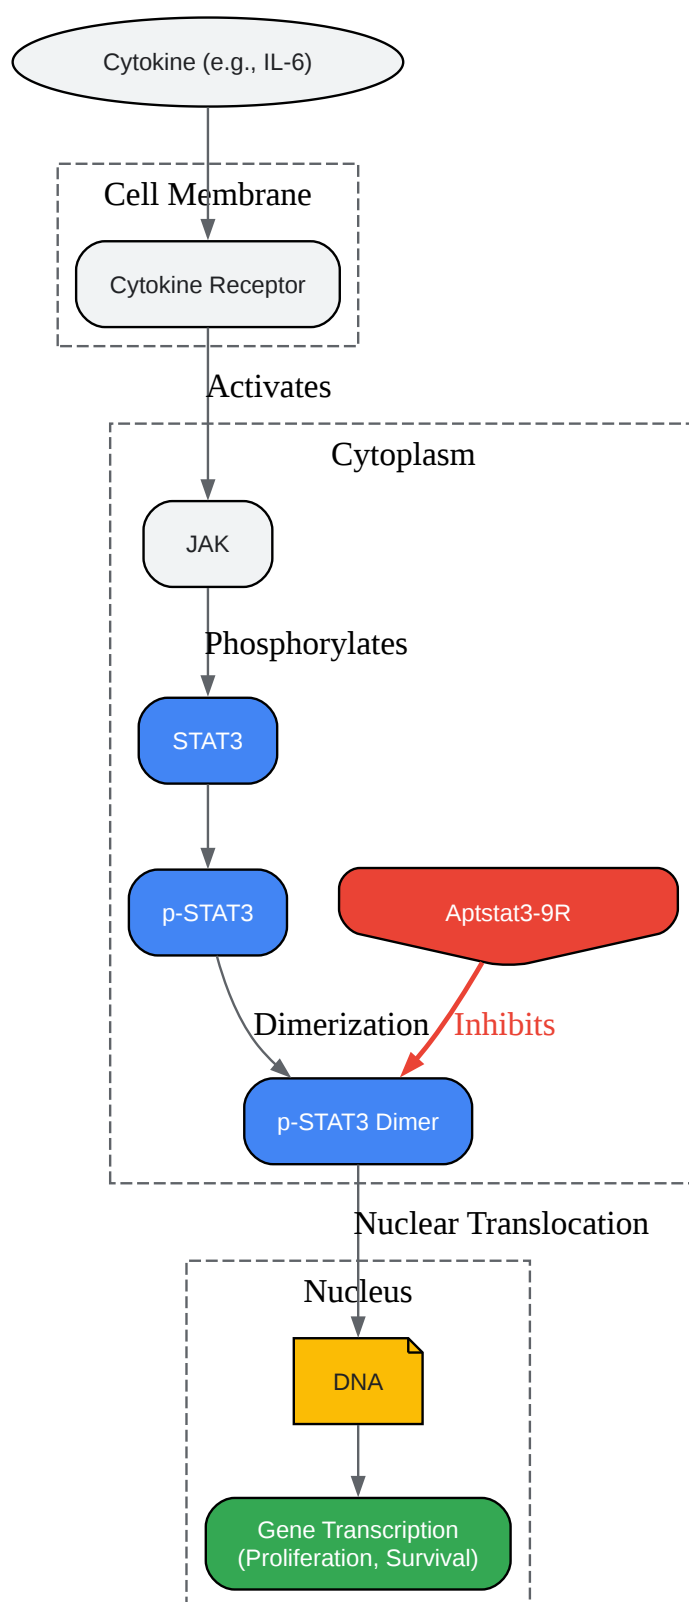 Cytokine (e.g., IL-6)
Cell Membrane
Cytokine Receptor
Activates
Cytoplasm
JAK
Phosphorylates
STAT3
p-STAT3
Aptstat3-9R
Dimerization
Inhibits
p-STAT3 Dimer
Nuclear Translocation
Nucleus
DNA
Gene Transcription
(Proliferation, Survival)